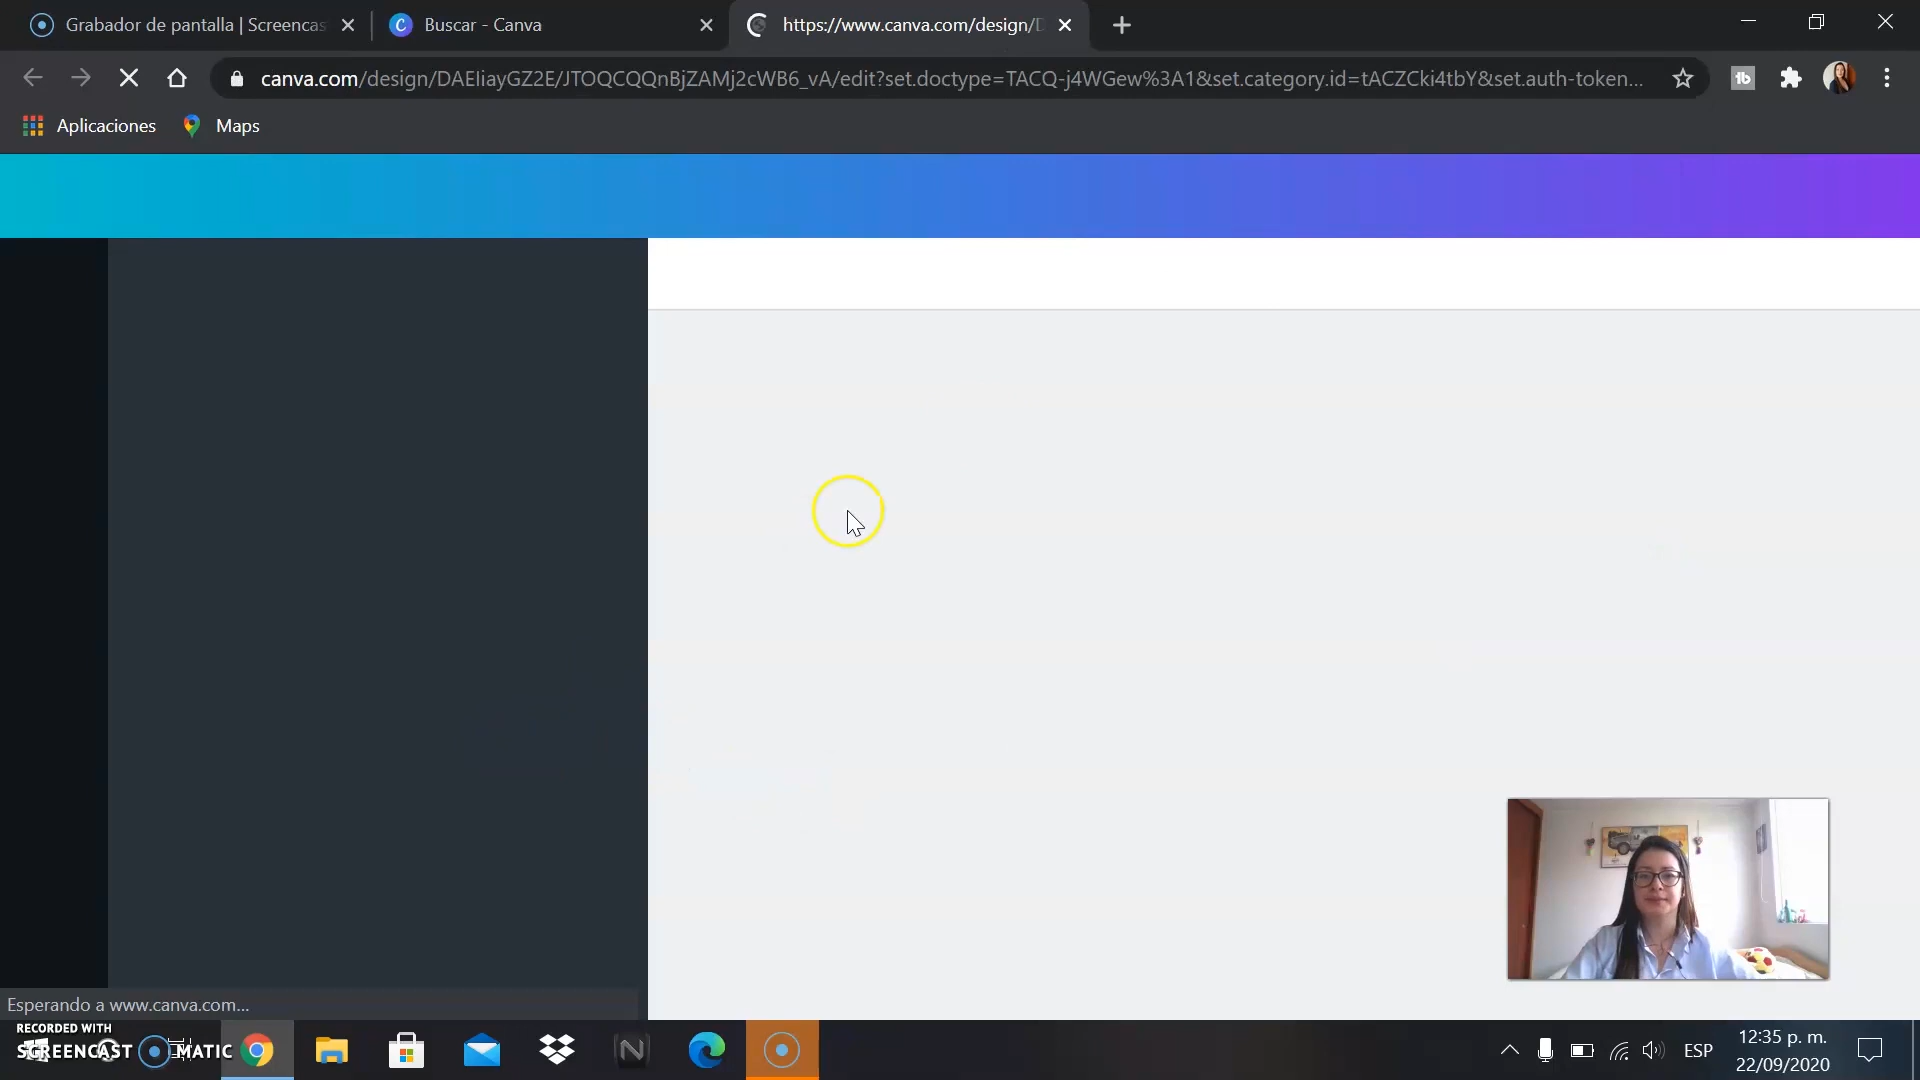 Grabador de pantalla | Screencas
Buscar - Canva
https://www.canva.com/design/D
canva.com/design/DAEIiayGZ2E/JTOQCQQnBjZAMj2cWB6_vA/edit?set.doctype=TACQ-j4WGew%3A1&set.category.id=tACZCki4tbY&set.auth-token...
Aplicaciones
Maps
Esperando a www.canva.com...
RECORDED WITH
SCREENCAST MATIC
ESP
12:35 p. m.
22/09/2020